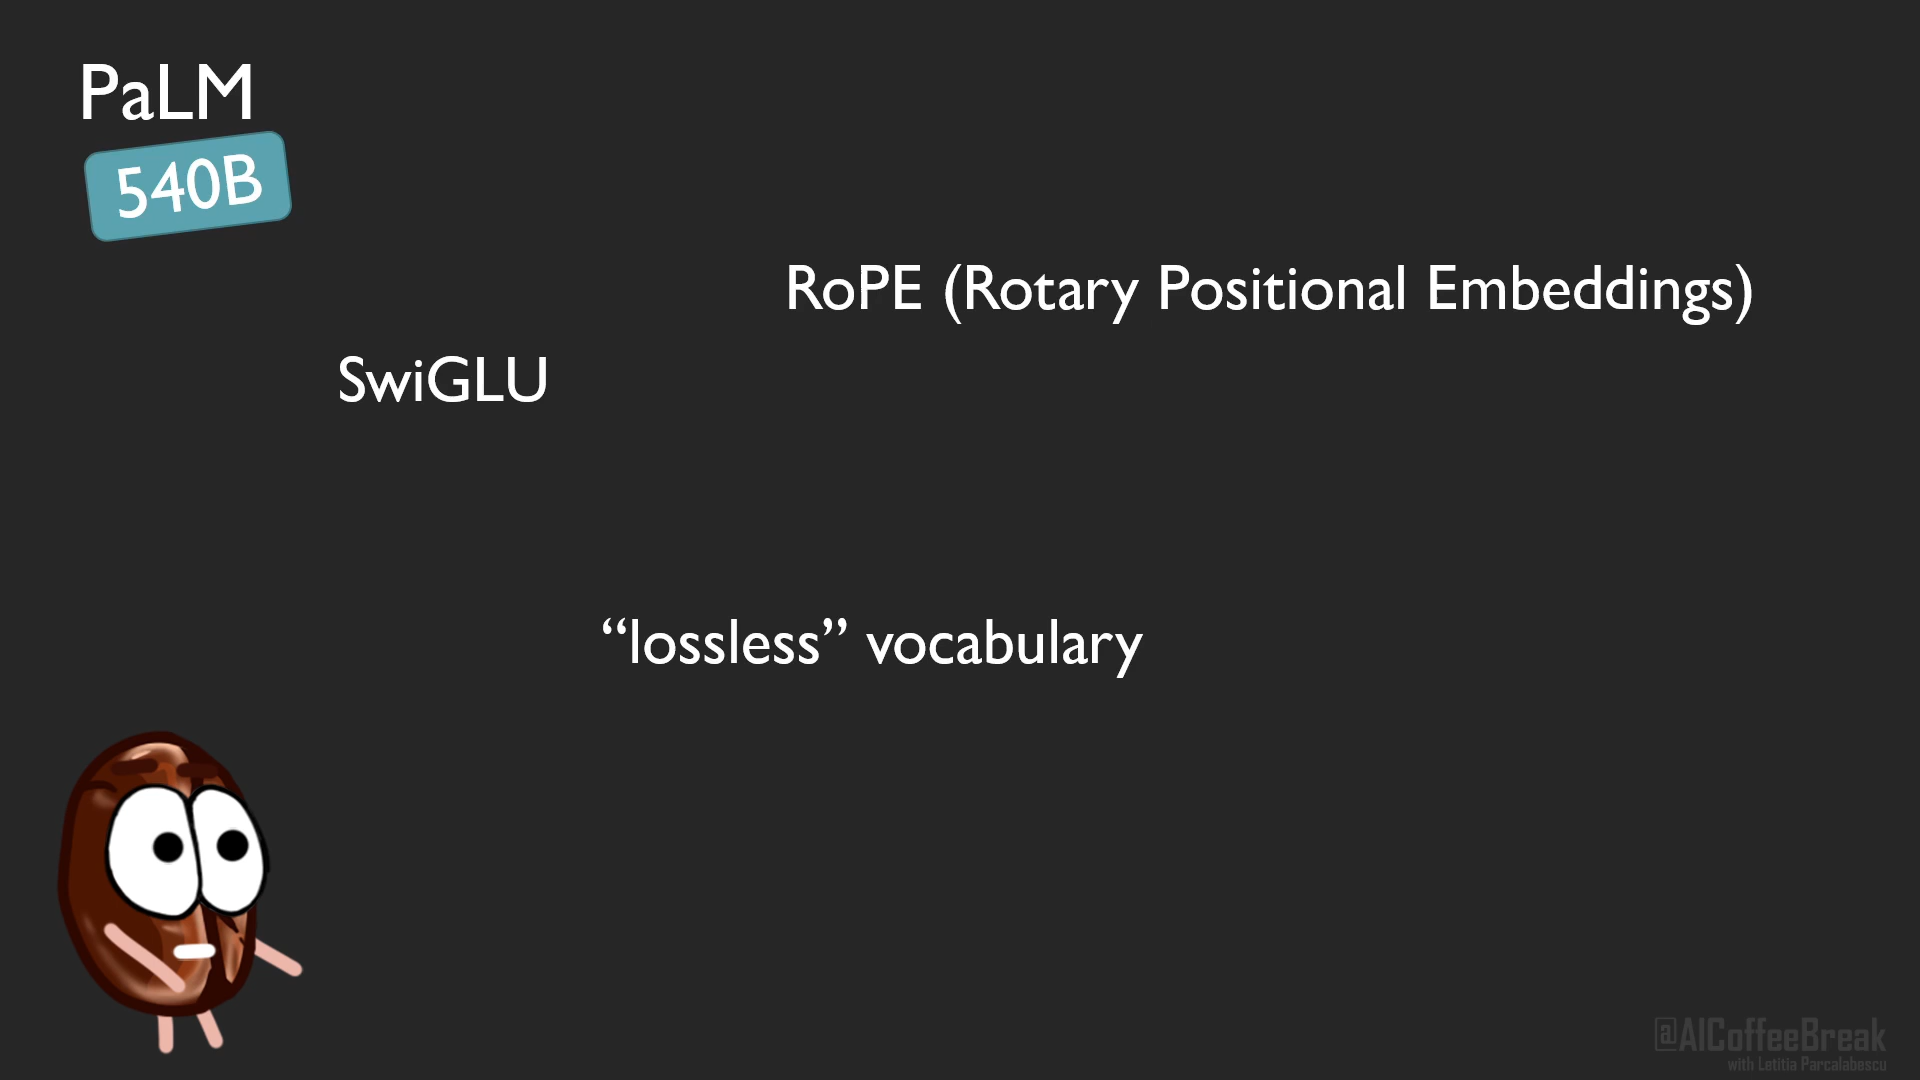 PaLM
540B
RoPE (Rotary Positional Embeddings)
SwiGLU
“lossless” vocabulary
@AICoffeeBreak
with Letitia Parcalabescu